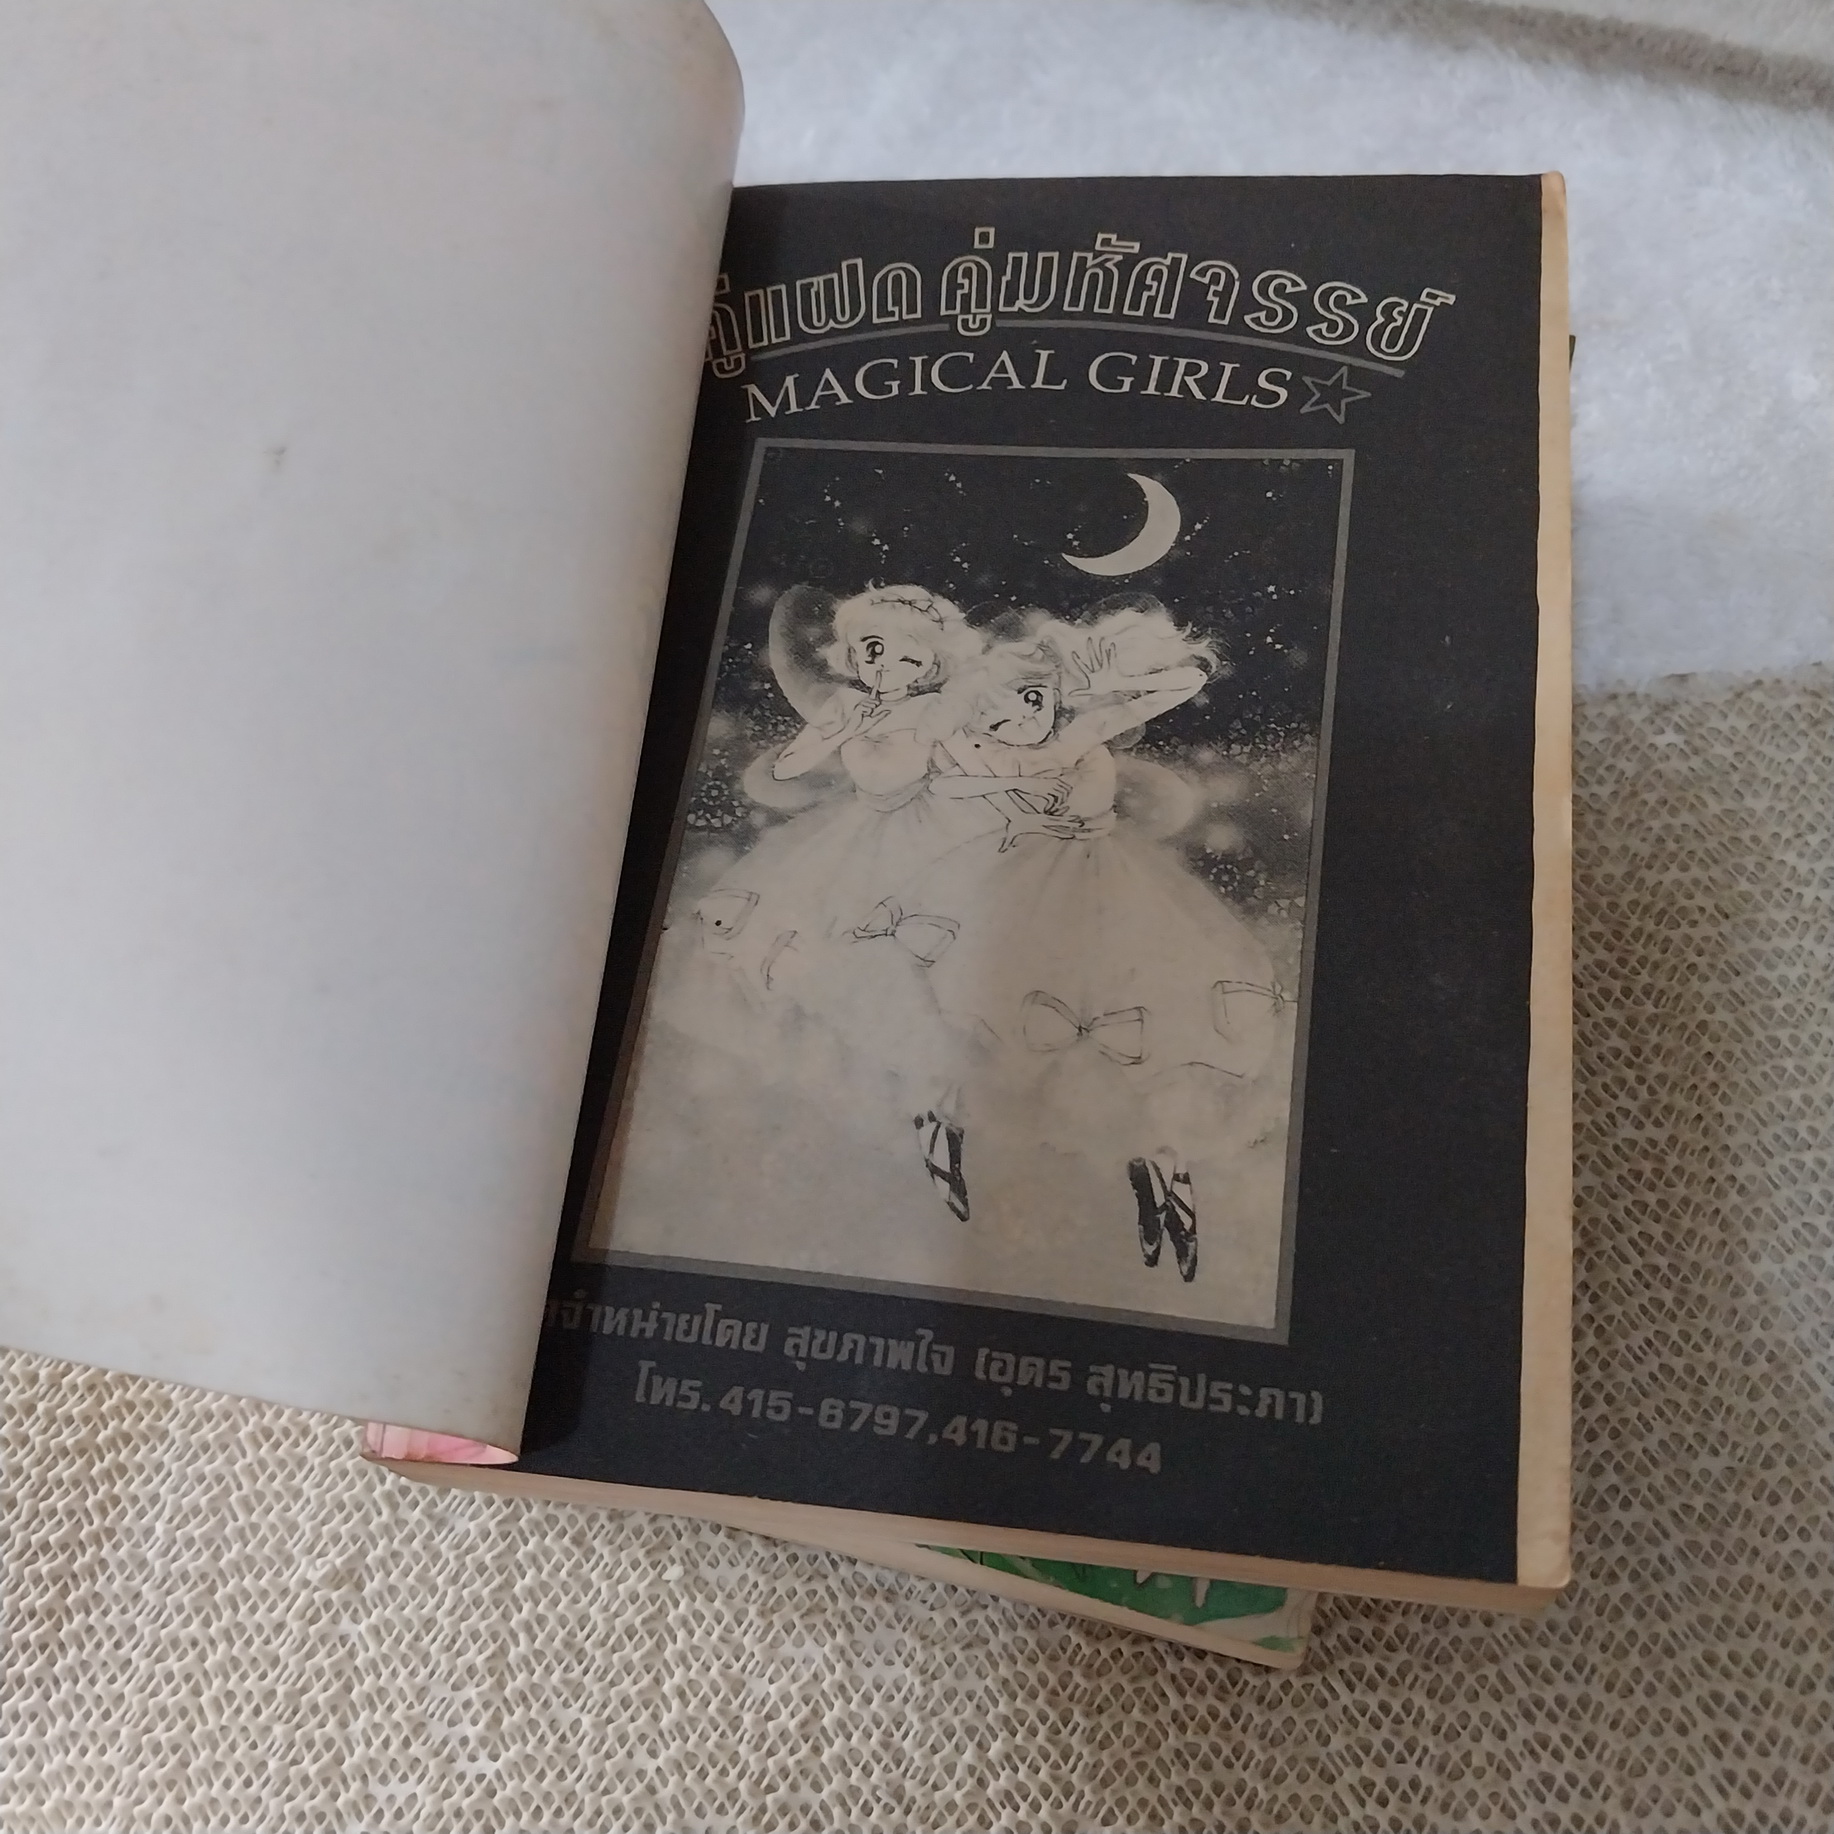 คู่แฝด คู่มหัศจรรย์
MAGICAL GIRLS
จำหน่ายโดย สุขภาพใจ (อุดร สุทธิประภา)
โทร. 415-6797,416-7744